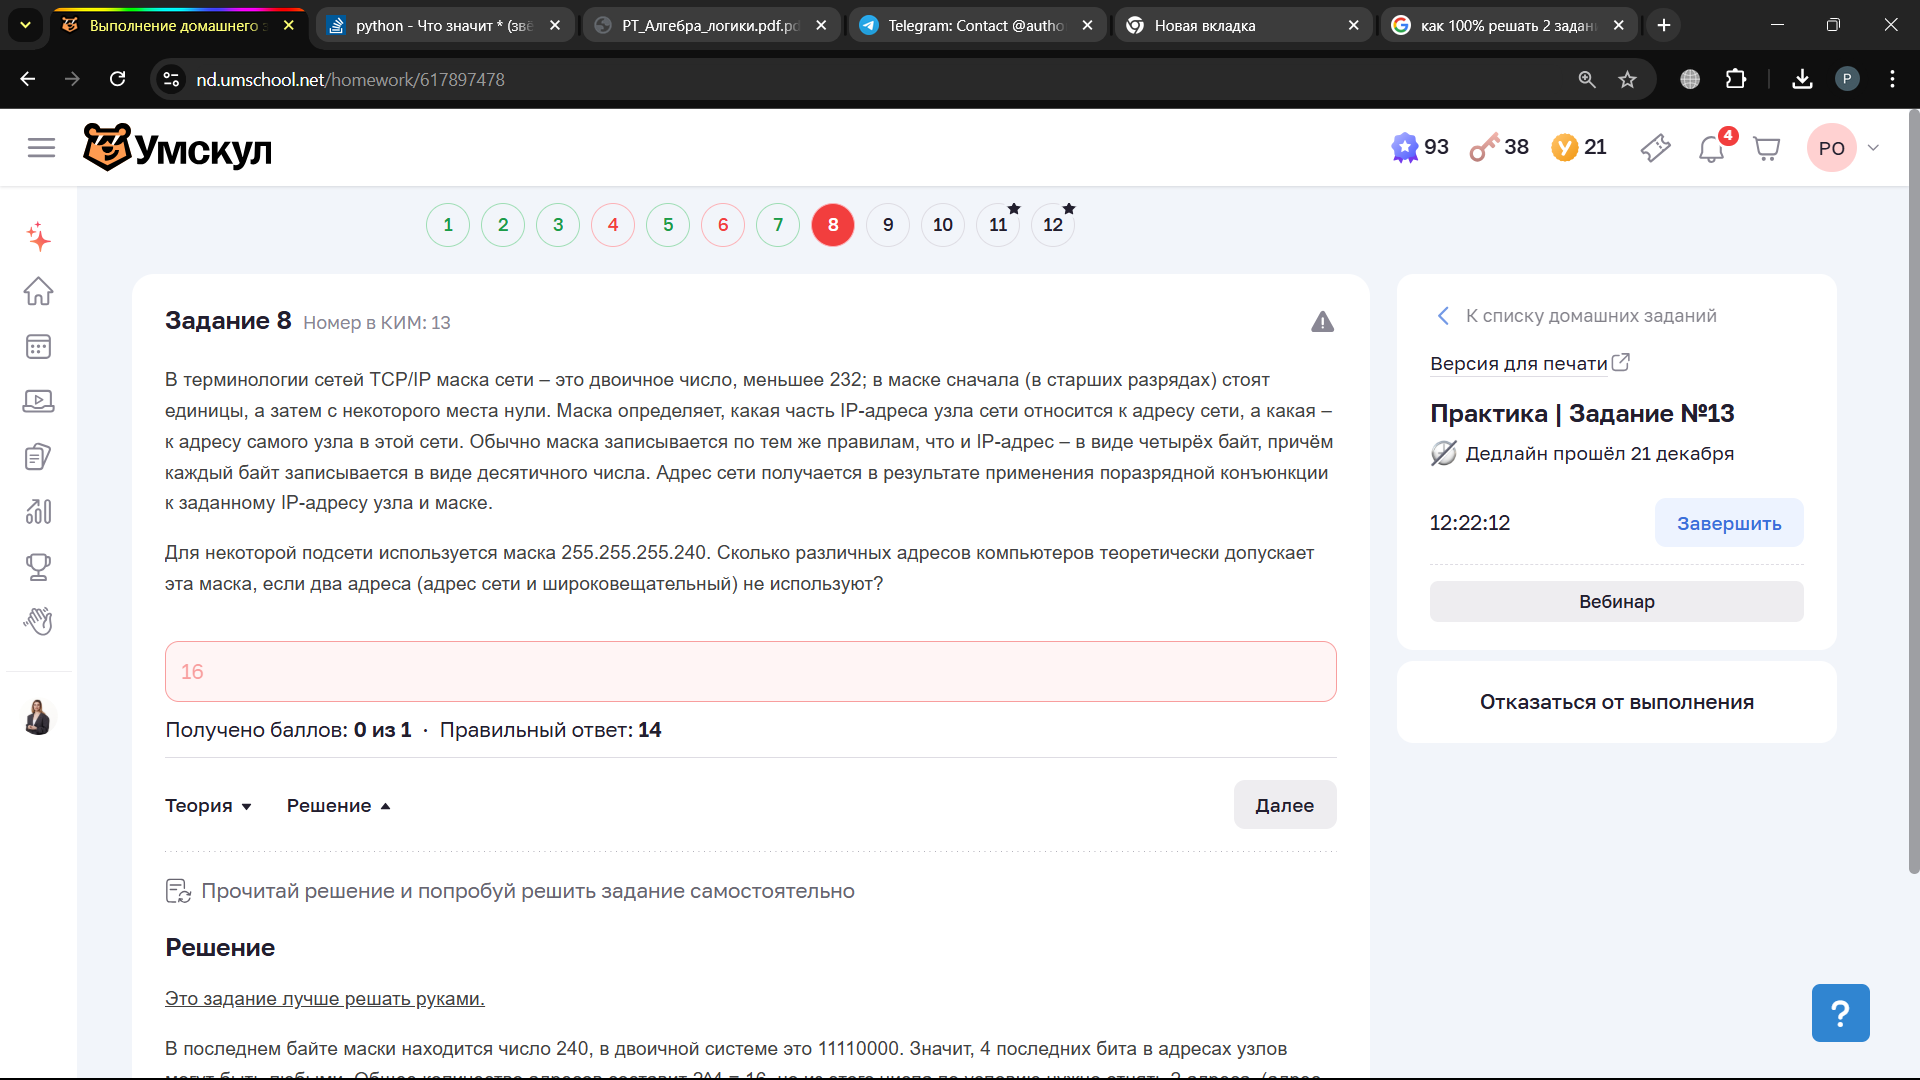 Выполнение домашнего з
python - Что значит * (звё
PT_Алгебра_логики.pdf.pd
Telegram: Contact @autho
Новая вкладка
как 100% решать 2 задан
nd.umschool.net/homework/617897478
P
Умскул
93
38
У
21
4
PO
1
2
3
4
5
6
7
8
9
10
11
12
Задание 8 Номер в КИМ: 13
В терминологии сетей TCP/IP маска сети – это двоичное число, меньшее 232; в маске сначала (в старших разрядах) стоят
единицы, а затем с некоторого места нули. Маска определяет, какая часть IP-адреса узла сети относится к адресу сети, а какая –
к адресу самого узла в этой сети. Обычно маска записывается по тем же правилам, что и IP-адрес – в виде четырёх байт, причём
каждый байт записывается в виде десятичного числа. Адрес сети получается в результате применения поразрядной конъюнкции
к заданному IP-адресу узла и маске.
Для некоторой подсети используется маска 255.255.255.240. Сколько различных адресов компьютеров теоретически допускает
эта маска, если два адреса (адрес сети и широковещательный) не используют?
16
Получено баллов: 0 из 1 · Правильный ответ: 14
Теория
Решение
Далее
Прочитай решение и попробуй решить задание самостоятельно
Решение
Это задание лучше решать руками.
В последнем байте маски находится число 240, в двоичной системе это 11110000. Значит, 4 последних бита в адресах узлов
К списку домашних заданий
Версия для печати
Практика | Задание №13
Дедлайн прошёл 21 декабря
12:22:12
Завершить
Вебинар
Отказаться от выполнения
?